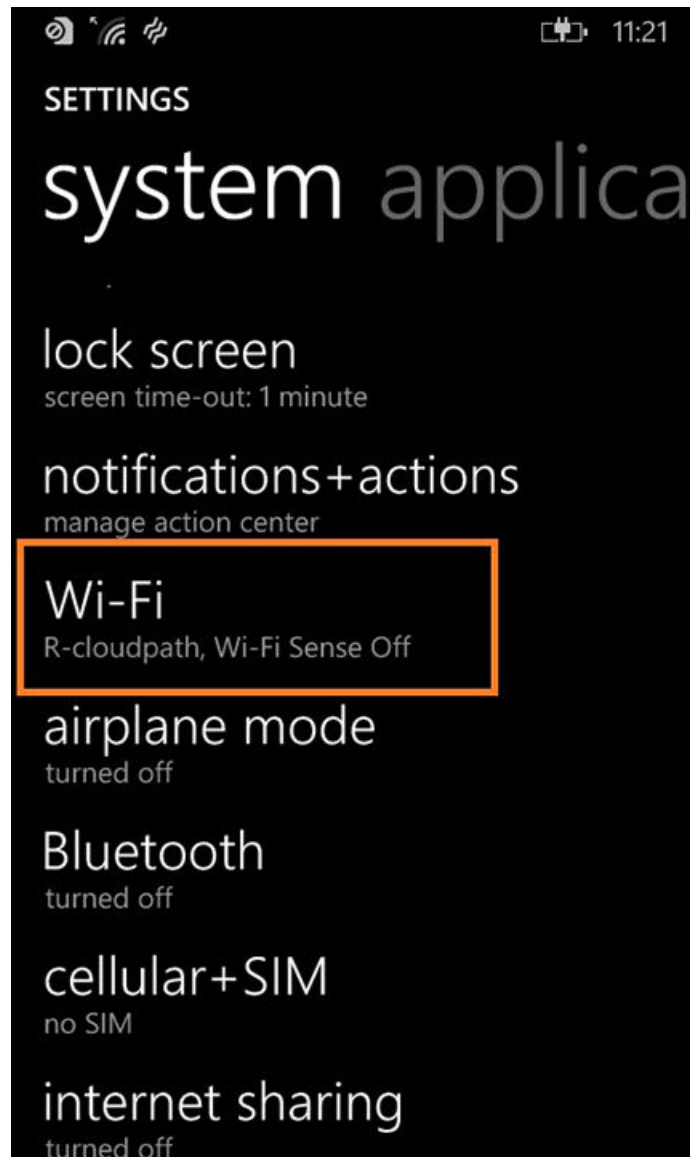 11:21
SETTINGS
system applica
lock screen
screen time-out: 1 minute
notifications+actions
manage action center
Wi-Fi
R-cloudpath, Wi-Fi Sense Off
airplane mode
turned off
Bluetooth
turned off
cellular+SIM
no SIM
internet sharing
turned off